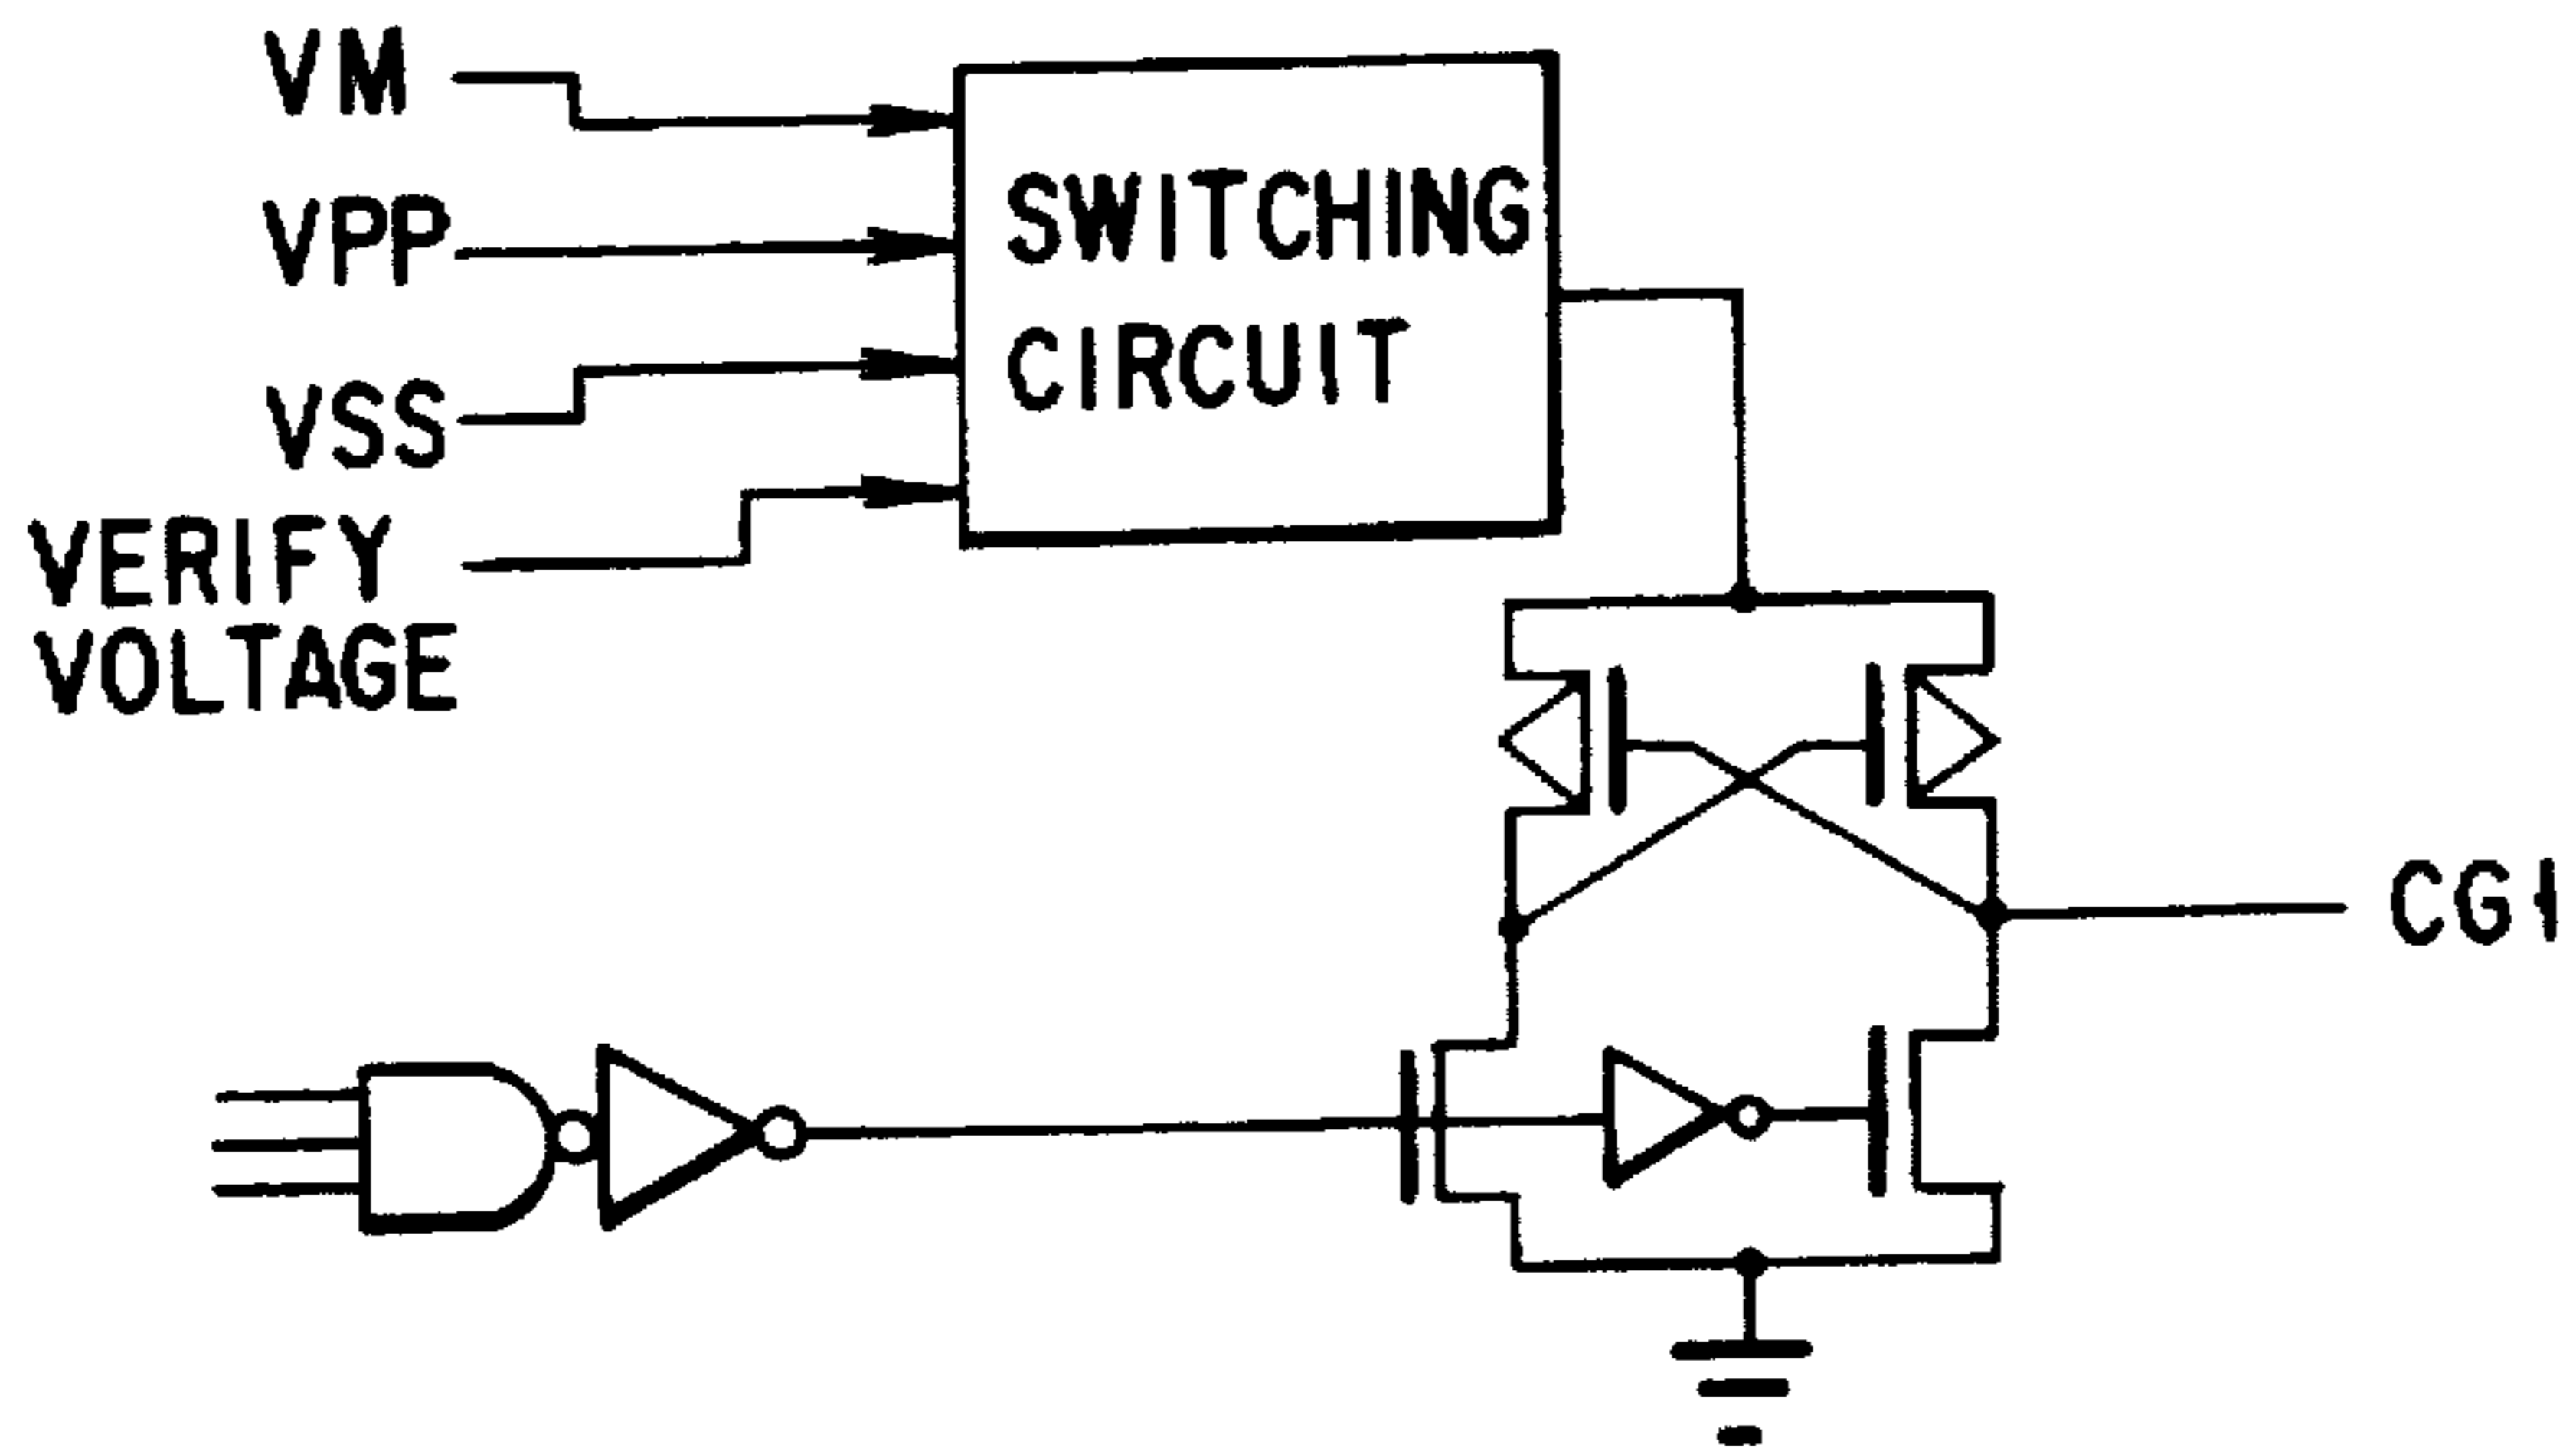 VM
VPP
VSS
VERIFY
VOLTAGE
SWITCHING
CIRCUIT
CG1